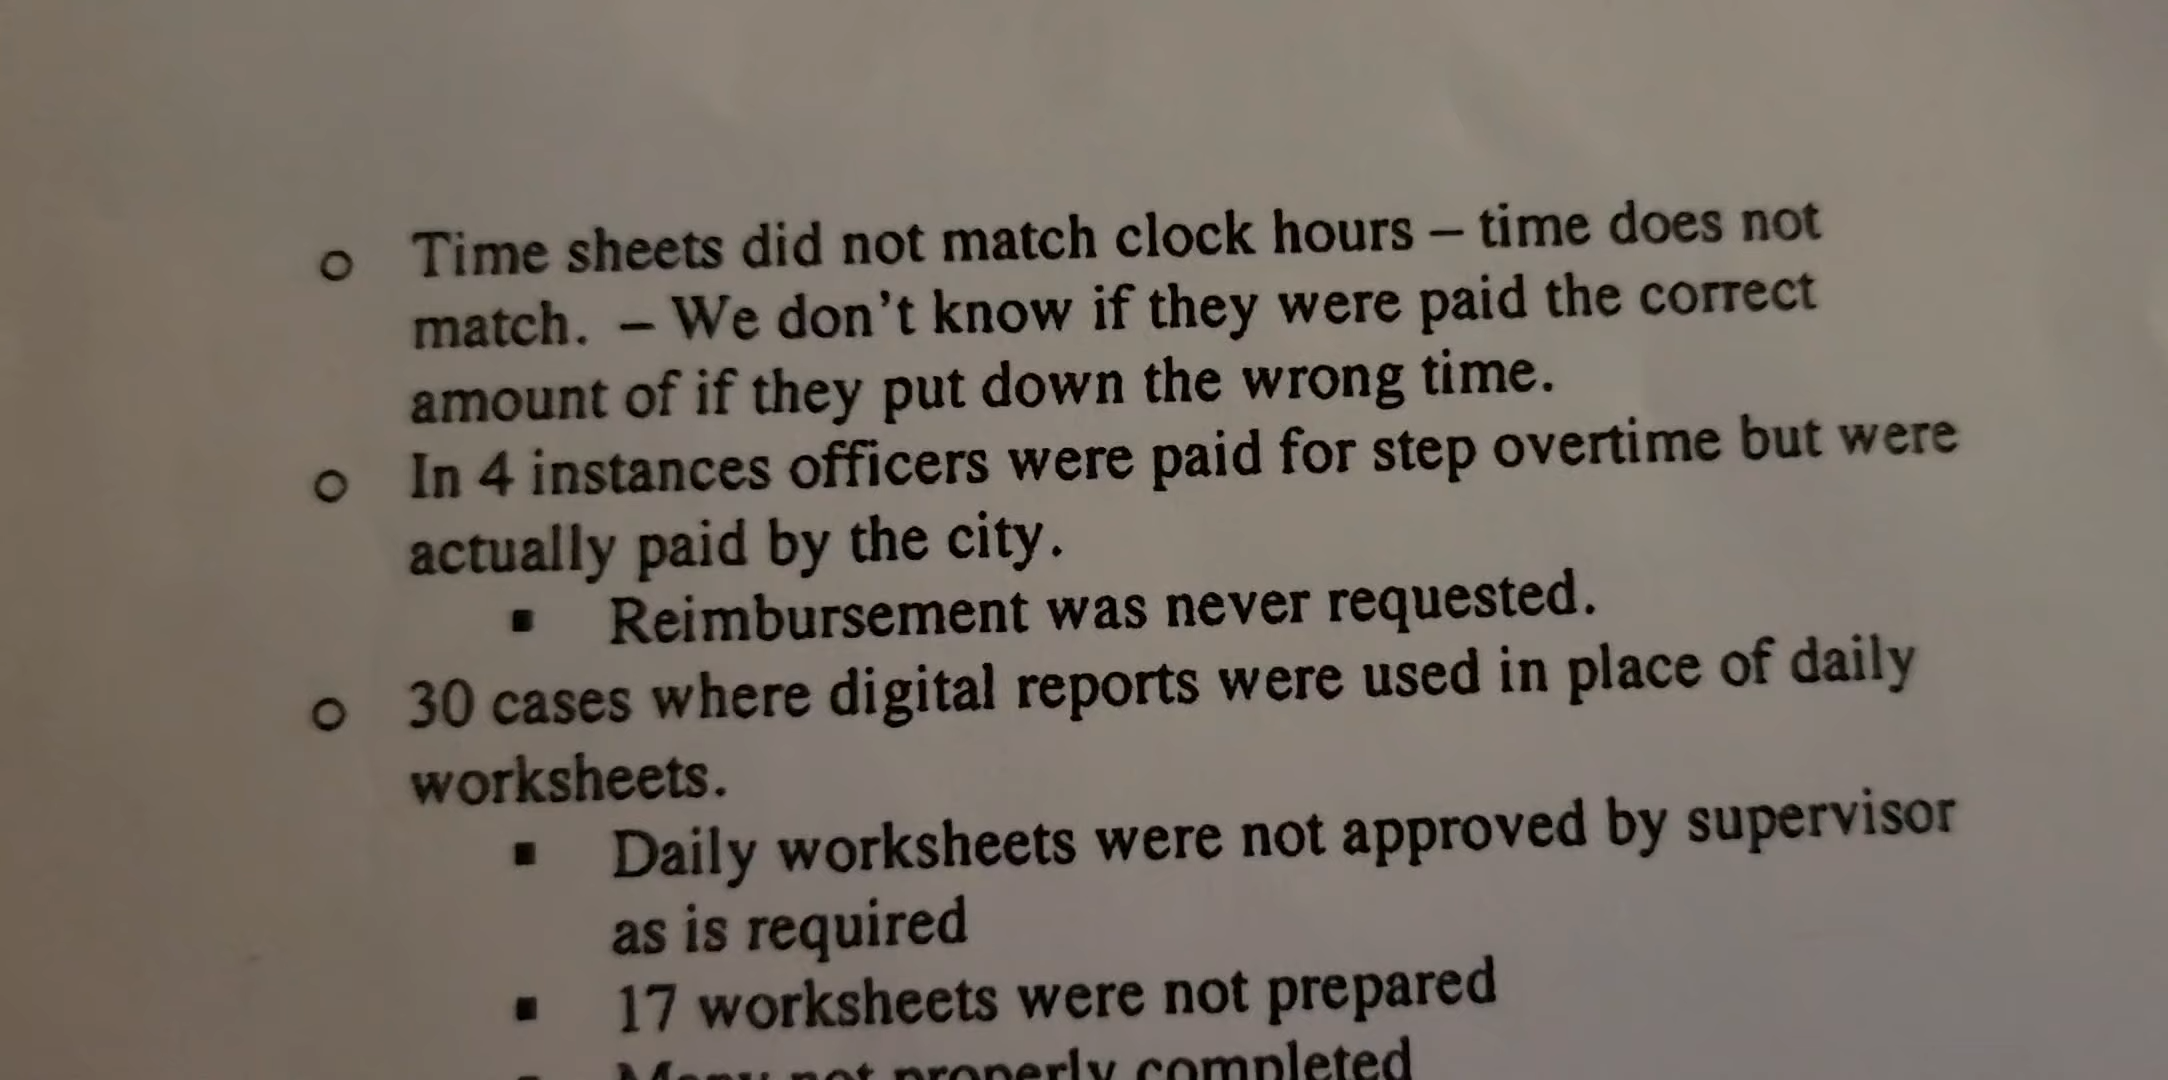 o Time sheets did not match clock hours – time does not
match. – We don't know if they were paid the correct
amount of if they put down the wrong time.
o In 4 instances officers were paid for step overtime but were
actually paid by the city.
▪ Reimbursement was never requested.
o 30 cases where digital reports were used in place of daily
worksheets.
▪ Daily worksheets were not approved by supervisor
as is required
▪ 17 worksheets were not prepared
▪ Many not properly completed